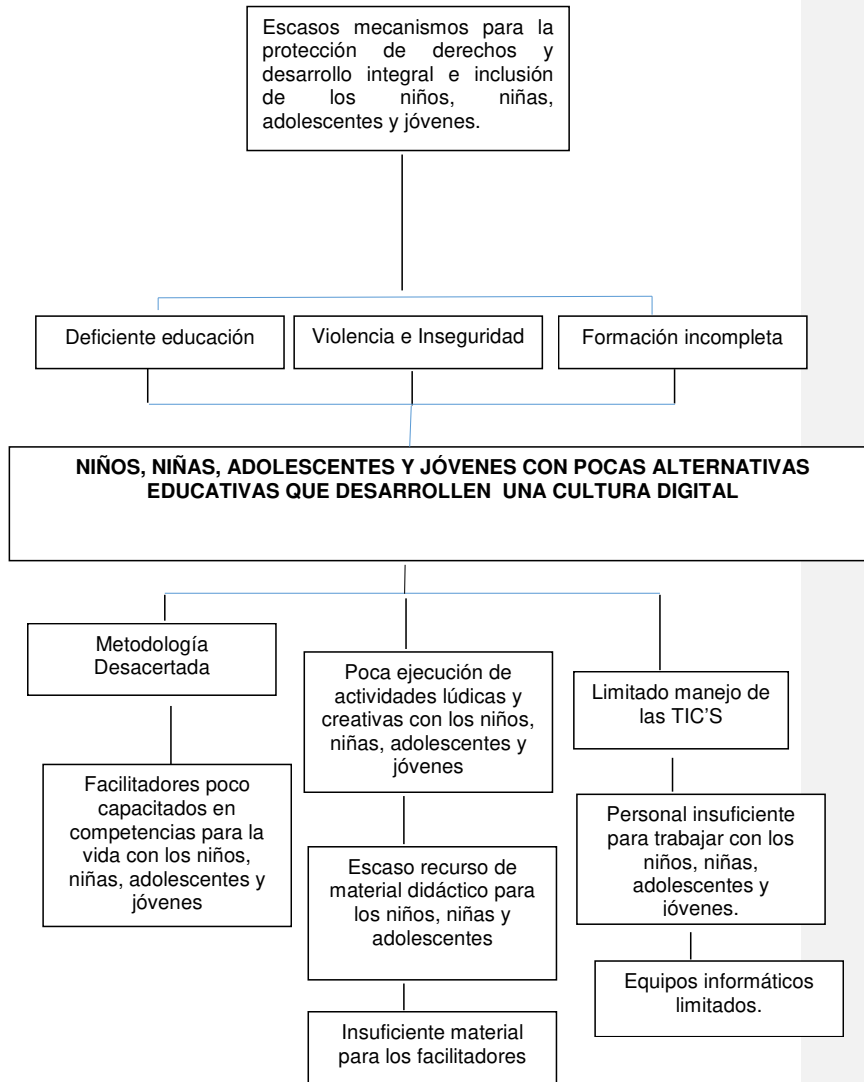 Escasos mecanismos para la
protección de derechos y
desarrollo integral e inclusión
de los niños, niñas,
adolescentes y jóvenes.
Deficiente educación
Violencia e Inseguridad
Formación incompleta
NIÑOS, NIÑAS, ADOLESCENTES Y JÓVENES CON POCAS ALTERNATIVAS
EDUCATIVAS QUE DESARROLLEN UNA CULTURA DIGITAL
Metodología
Desacertada
Facilitadores poco
capacitados en
competencias para la
vida con los niños,
niñas, adolescentes y
jóvenes
Poca ejecución de
actividades lúdicas y
creativas con los niños,
niñas, adolescentes y
jóvenes
Escaso recurso de
material didáctico para
los niños, niñas y
adolescentes
Insuficiente material
para los facilitadores
Limitado manejo de
las TIC’S
Personal insuficiente
para trabajar con los
niños, niñas,
adolescentes y
jóvenes.
Equipos informáticos
limitados.